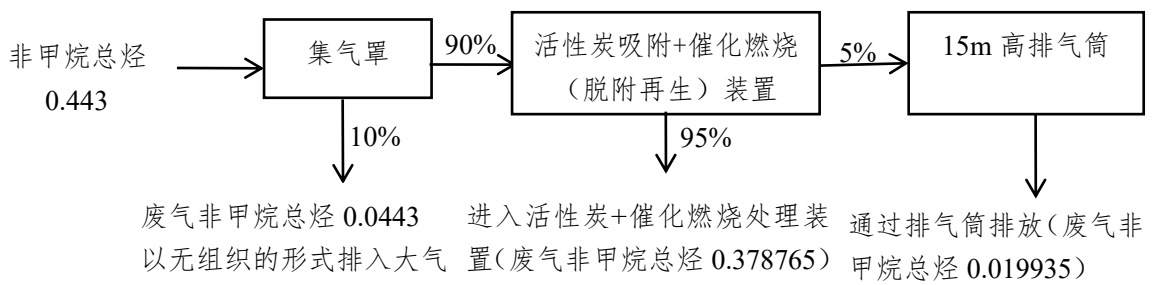 非甲烷总烃
0.443
集气罩
90%
活性炭吸附+催化燃烧
（脱附再生）装置
5%
15m 高排气筒
10%
95%
废气非甲烷总烃 0.0443
以无组织的形式排入大气
进入活性炭+催化燃烧处理装
置（废气非甲烷总烃 0.378765）
通过排气筒排放（废气非
甲烷总烃 0.019935）